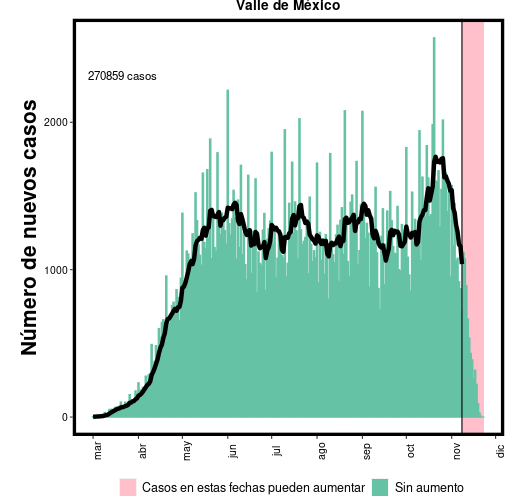 Valle de México
270859 casos
Número de nuevos casos
2000
1000
0
mar
abr
may
jun
jul
ago
sep
oct
nov
dic
Casos en estas fechas pueden aumentar
Sin aumento